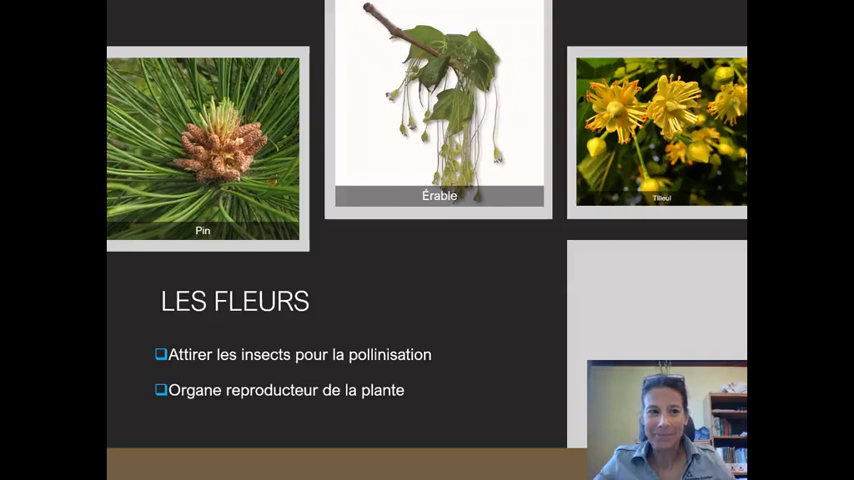 Érable
Tilleul
Pin
LES FLEURS
Attirer les insects pour la pollinisation
Organe reproducteur de la plante